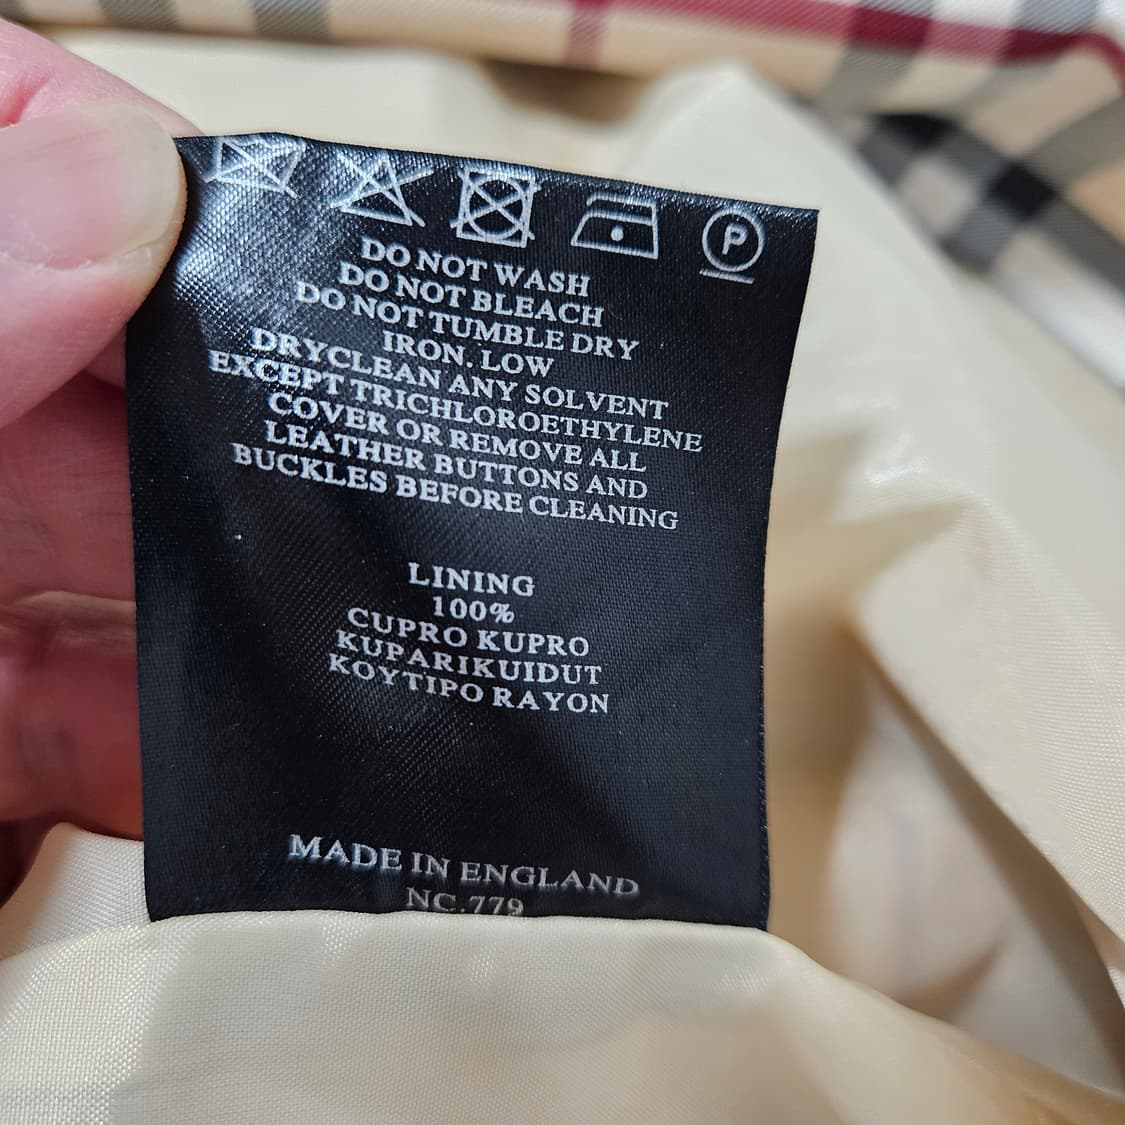 P
DO NOT WASH
DO NOT BLEACH
DO NOT TUMBLE DRY
IRON. LOW
DRYCLEAN ANY SOLVENT
EXCEPT TRICHLOROETHYLENE
COVER OR REMOVE ALL
LEATHER BUTTONS AND
BUCKLES BEFORE CLEANING
LINING
100%
CUPRO KUPRO
KUPARIKUIDUT
ΚΟΥΤΙΡΟ RAYON
MADE IN ENGLAND
NC.779